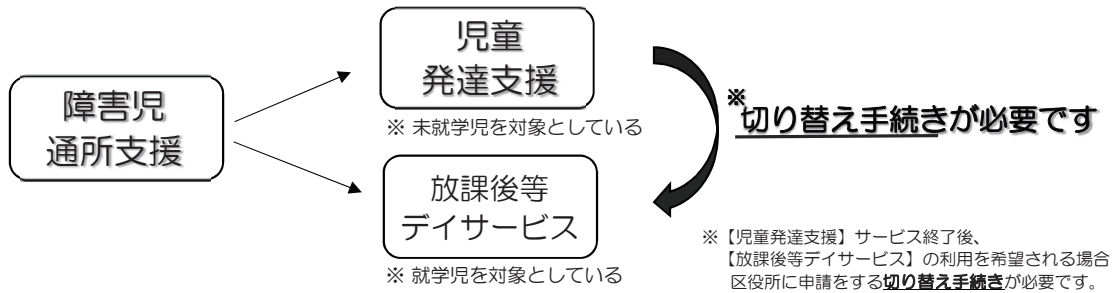 障害児
通所支援
児童
発達支援
※ 未就学児を対象としている
放課後等
デイサービス
※ 就学児を対象としている
※切り替え手続きが必要です
※【児童発達支援】サービス終了後、
【放課後等デイサービス】の利用を希望される場合
区役所に申請をする切り替え手続きが必要です。